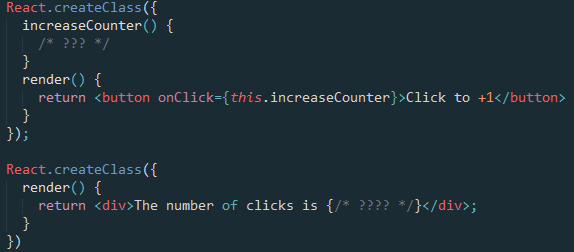 React.createClass({
  increaseCounter() {
    /* ??? */
  }
  render() {
    return <button onClick={this.increaseCounter}>Click to +1</button>
  }
});

React.createClass({
  render() {
    return <div>The number of clicks is {/* ???? */}</div>;
  }
})